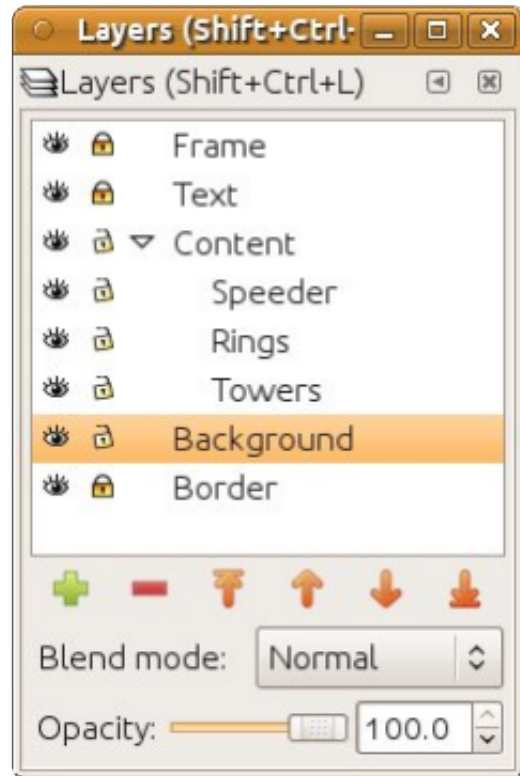 Layers (Shift+Ctrl-
Layers (Shift+Ctrl+L)
Frame
Text
Content
Speeder
Rings
Towers
Background
Border
Blend mode: Normal
Opacity: 100.0